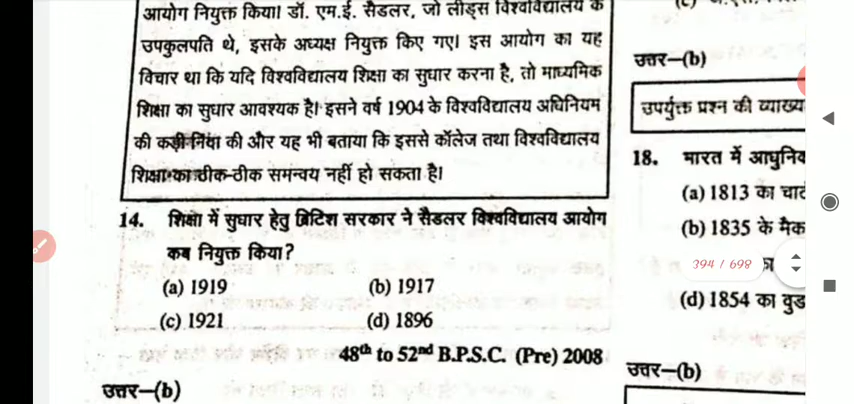 आयोग नियुक्त किया। डॉ. एम.ई. सैडलर, जो लीड्स विश्वविद्यालय के
उपकुलपति थे, इसके अध्यक्ष नियुक्त किए गए। इस आयोग का यह
विचार था कि यदि विश्वविद्यालय शिक्षा का सुधार करना है, तो माध्यमिक
शिक्षा का सुधार आवश्यक है। इसने वर्ष 1904 के विश्वविद्यालय अधिनियम
की कड़ी निंदा की और यह भी बताया कि इससे कॉलेज तथा विश्वविद्यालय
शिक्षा का ठीक-ठीक समन्वय नहीं हो सकता है।
14. शिक्षा में सुधार हेतु ब्रिटिश सरकार ने सैडलर विश्वविद्यालय आयोग
कब नियुक्त किया?
(a) 1919 (b) 1917
(c) 1921 (d) 1896
48th to 52nd B.P.S.C. (Pre) 2008
उत्तर–(b)
उत्तर–(b)
उपर्युक्त प्रश्न की
18. भारत में
(a) 1813 का
(b) 1835 के
394 / 698
(d) 1854 का
उत्तर–(b)